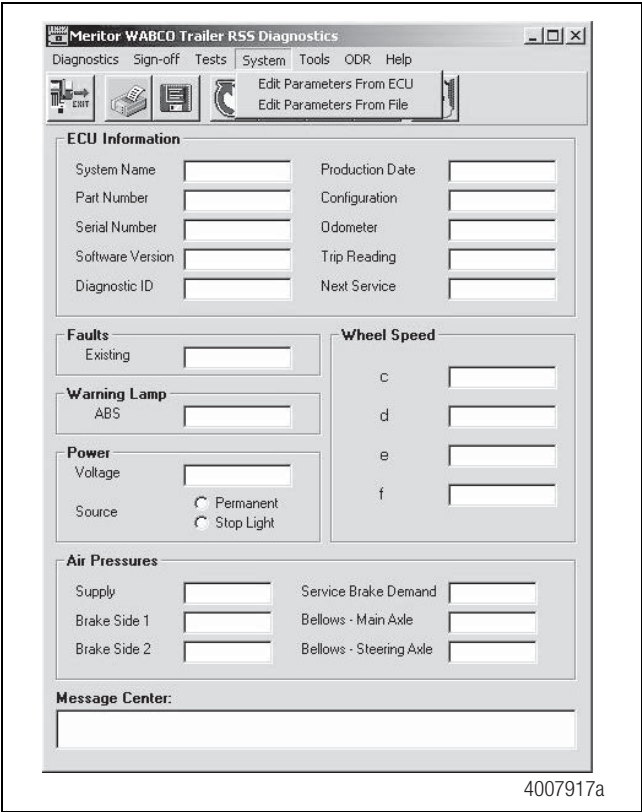 Meritor WABCO Trailer RSS Diagnostics
Diagnostics Sign-off Tests System Tools ODR Help
Edit Parameters From ECU
Edit Parameters From File
EXIT
ECU Information
System Name Production Date
Part Number Configuration
Serial Number Odometer
Software Version Trip Reading
Diagnostic ID Next Service
Faults
Existing
Warning Lamp
ABS
Power
Voltage
Source
Permanent
Stop Light
Wheel Speed
c
d
e
f
Air Pressures
Supply Service Brake Demand
Brake Side 1 Bellows - Main Axle
Brake Side 2 Bellows - Steering Axle
Message Center:
4007917a